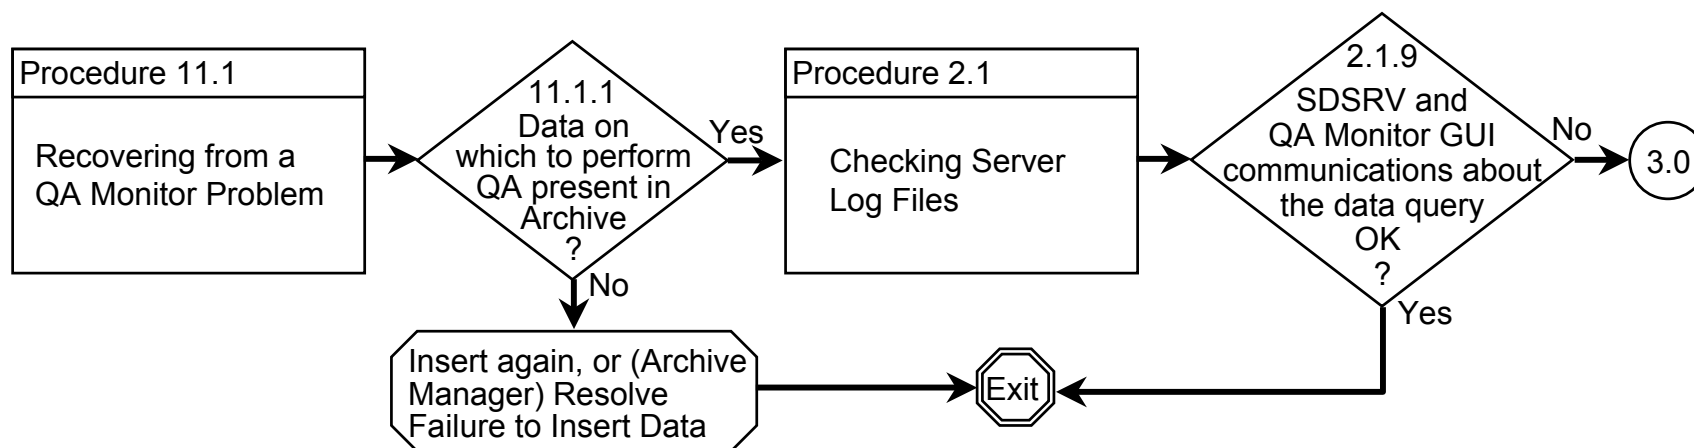 Procedure 11.1
Recovering from a
QA Monitor Problem
11.1.1
Data on
which to perform
QA present in
Archive
?
Yes
No
Insert again, or (Archive
Manager) Resolve
Failure to Insert Data
Procedure 2.1
Checking Server
Log Files
2.1.9
SDSRV and
QA Monitor GUI
communications about
the data query
OK
?
No
3.0
Yes
Exit